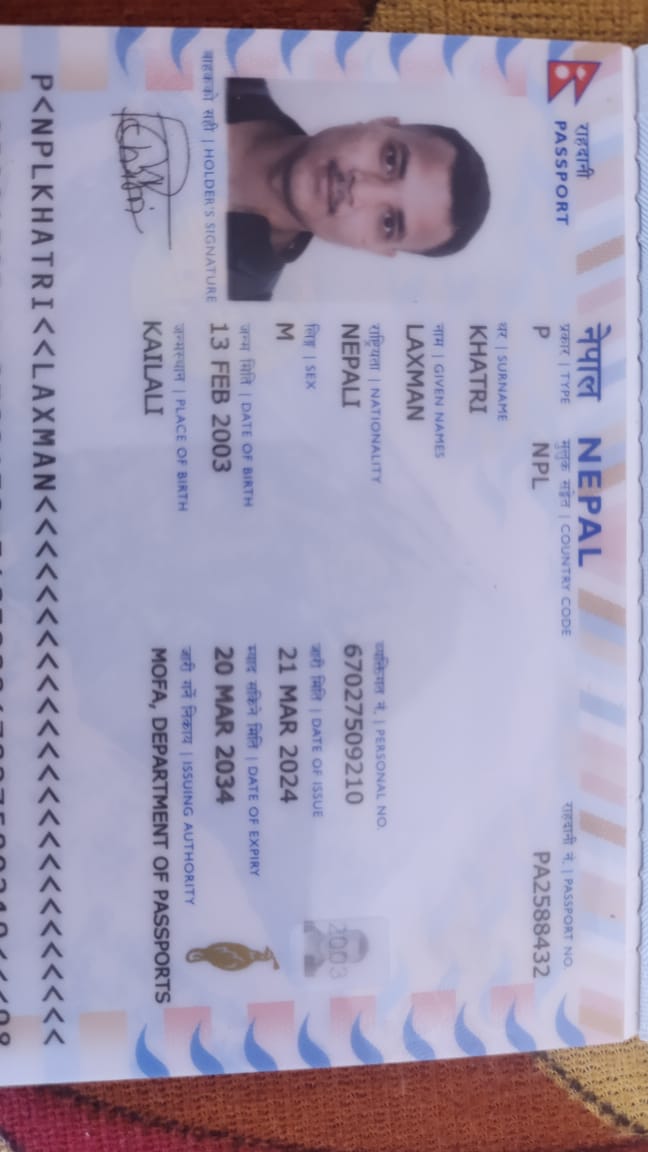 नेपाल NEPAL
राहदानी
PASSPORT
प्रकार | TYPE
P
मुलुक संकेत | COUNTRY CODE
NPL
राहदानी नं. | PASSPORT NO.
PA2588432
थर | SURNAME
KHATRI
नाम | GIVEN NAMES
LAXMAN
राष्ट्रियता | NATIONALITY
NEPALI
व्यक्तिगत नं. | PERSONAL NO.
67027509210
लिङ्ग | SEX
M
जारी मिति | DATE OF ISSUE
21 MAR 2024
जन्म मिति | DATE OF BIRTH
13 FEB 2003
म्याद सकिने मिति | DATE OF EXPIRY
20 MAR 2034
जन्मस्थान | PLACE OF BIRTH
KAILALI
जारी गर्ने निकाय | ISSUING AUTHORITY
MOFA, DEPARTMENT OF PASSPORTS
2003
वाहकको सही | HOLDER'S SIGNATURE
P<NPLKHATRI<<LAXMAN<<<<<<<<<<<<<<<<<<<<<<<<<